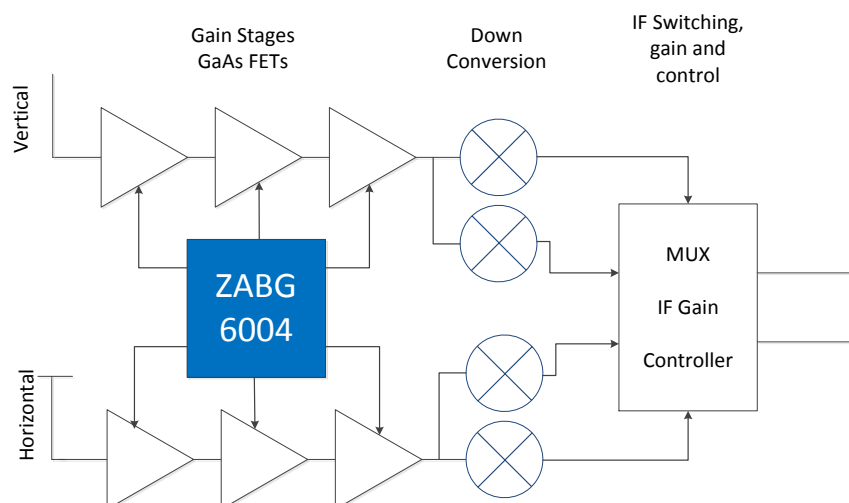 Gain Stages
GaAs FETs
Down
Conversion
IF Switching,
gain and
control
Vertical
ZABG
6004
MUX
IF Gain
Controller
Horizontal